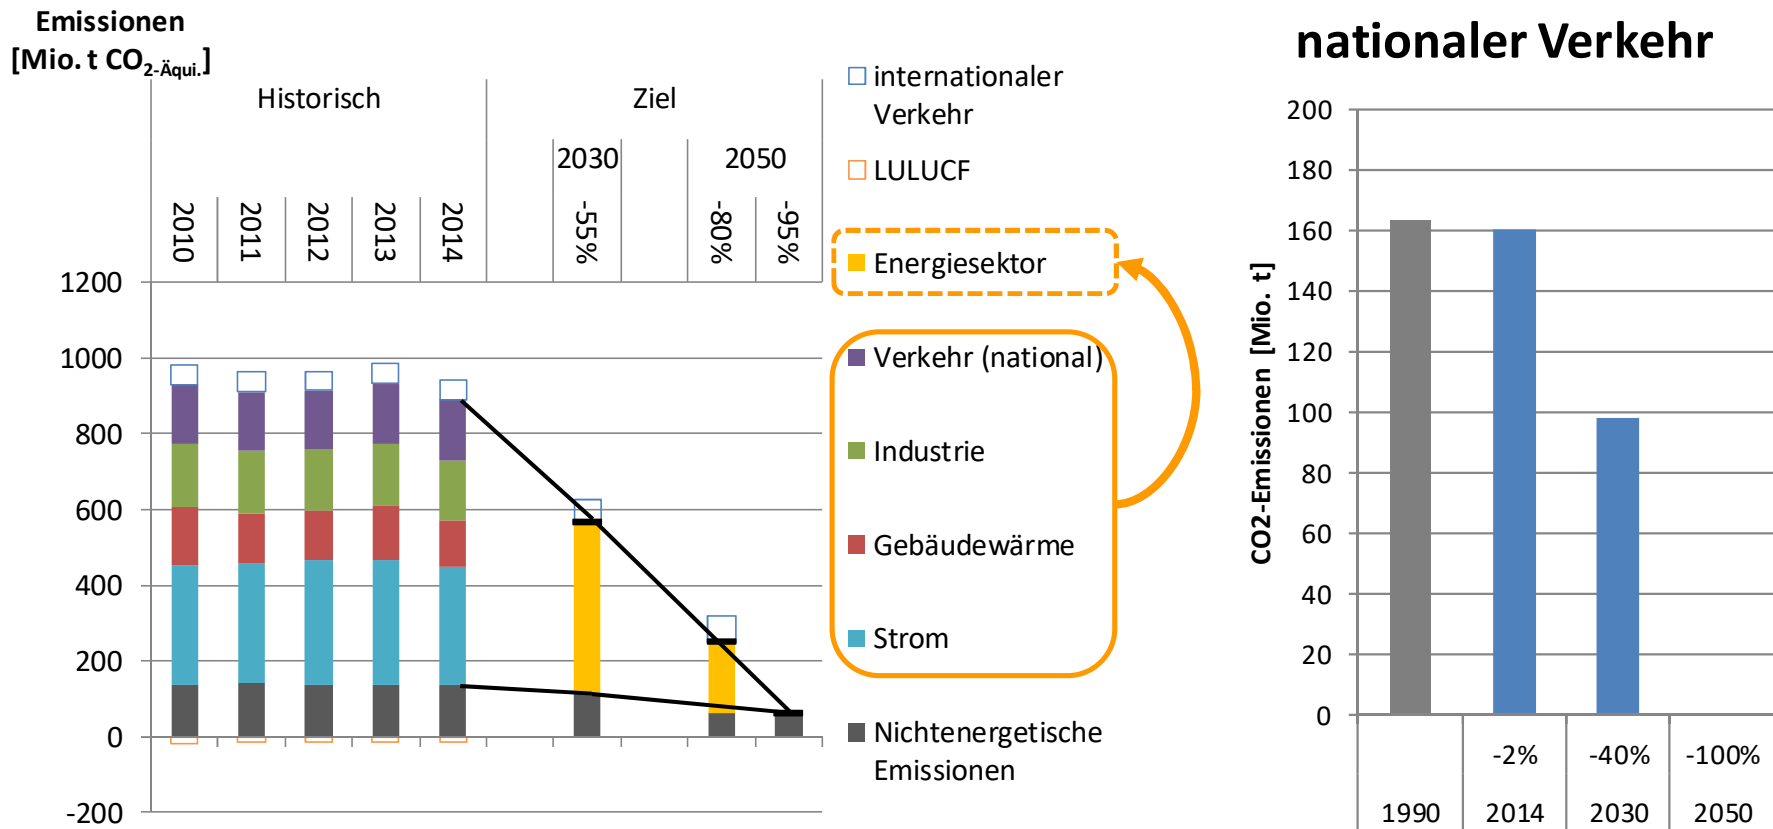 Emissionen
[Mio. t CO2-Äqui.]
Historisch
Ziel
2030
2050
2010
2011
2012
2013
2014
-55%
-80%
-95%
1200
1000
800
600
400
200
0
-200
internationaler
Verkehr
LULUCF
Energiesektor
Verkehr (national)
Industrie
Gebäudewärme
Strom
Nichtenergetische
Emissionen
nationaler Verkehr
CO2-Emissionen [Mio. t]
200
180
160
140
120
100
80
60
40
20
0
-2%
-40%
-100%
1990
2014
2030
2050